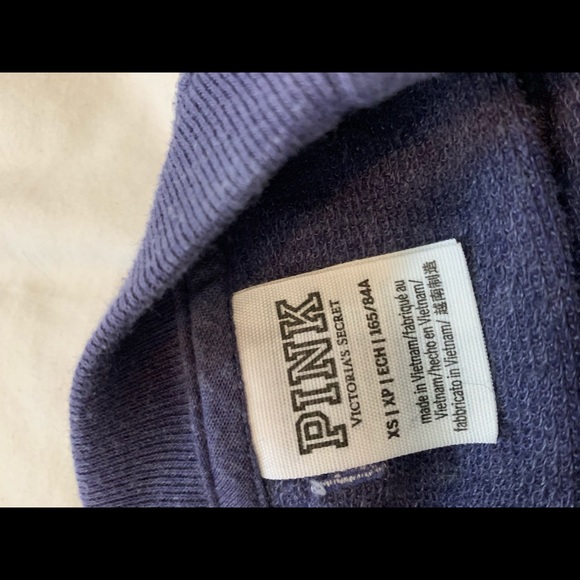 PINK
VICTORIA'S SECRET
XS | XP | ECH | 165/84A
made in Vietnam/fabriqué au
Vietnam/hecho en Vietnam/
fabbricato in Vietnam/ 越南制造